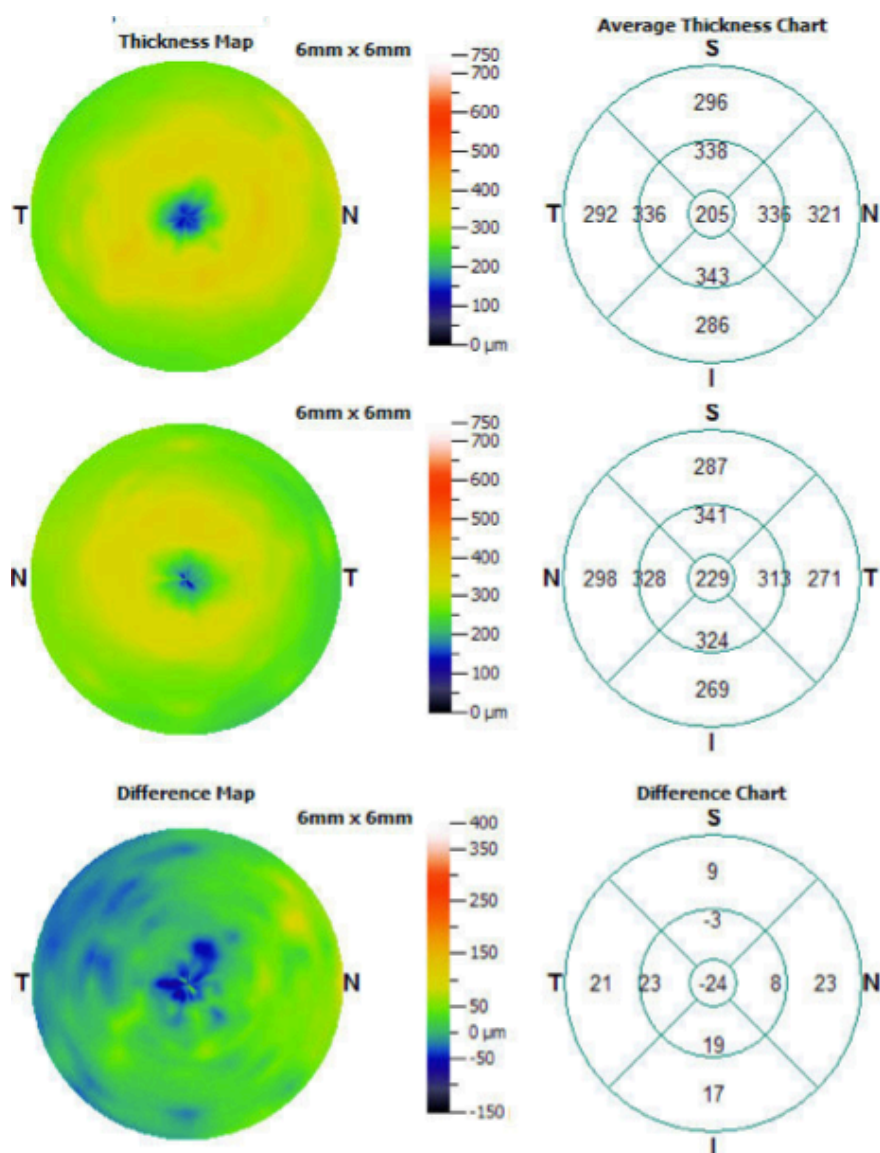 Thickness Map
6mm x 6mm
750
700
600
500
400
300
200
100
0 µm
T
N
Average Thickness Chart
S
296
338
T 292 336 205 336 321 N
343
286
I
6mm x 6mm
750
700
600
500
400
300
200
100
0 µm
N
T
S
287
341
N 298 328 229 313 271 T
324
269
I
Difference Map
6mm x 6mm
400
350
250
150
50
0 µm
-50
-150
T
N
Difference Chart
S
9
-3
T 21 23 -24 8 23 N
19
17
I